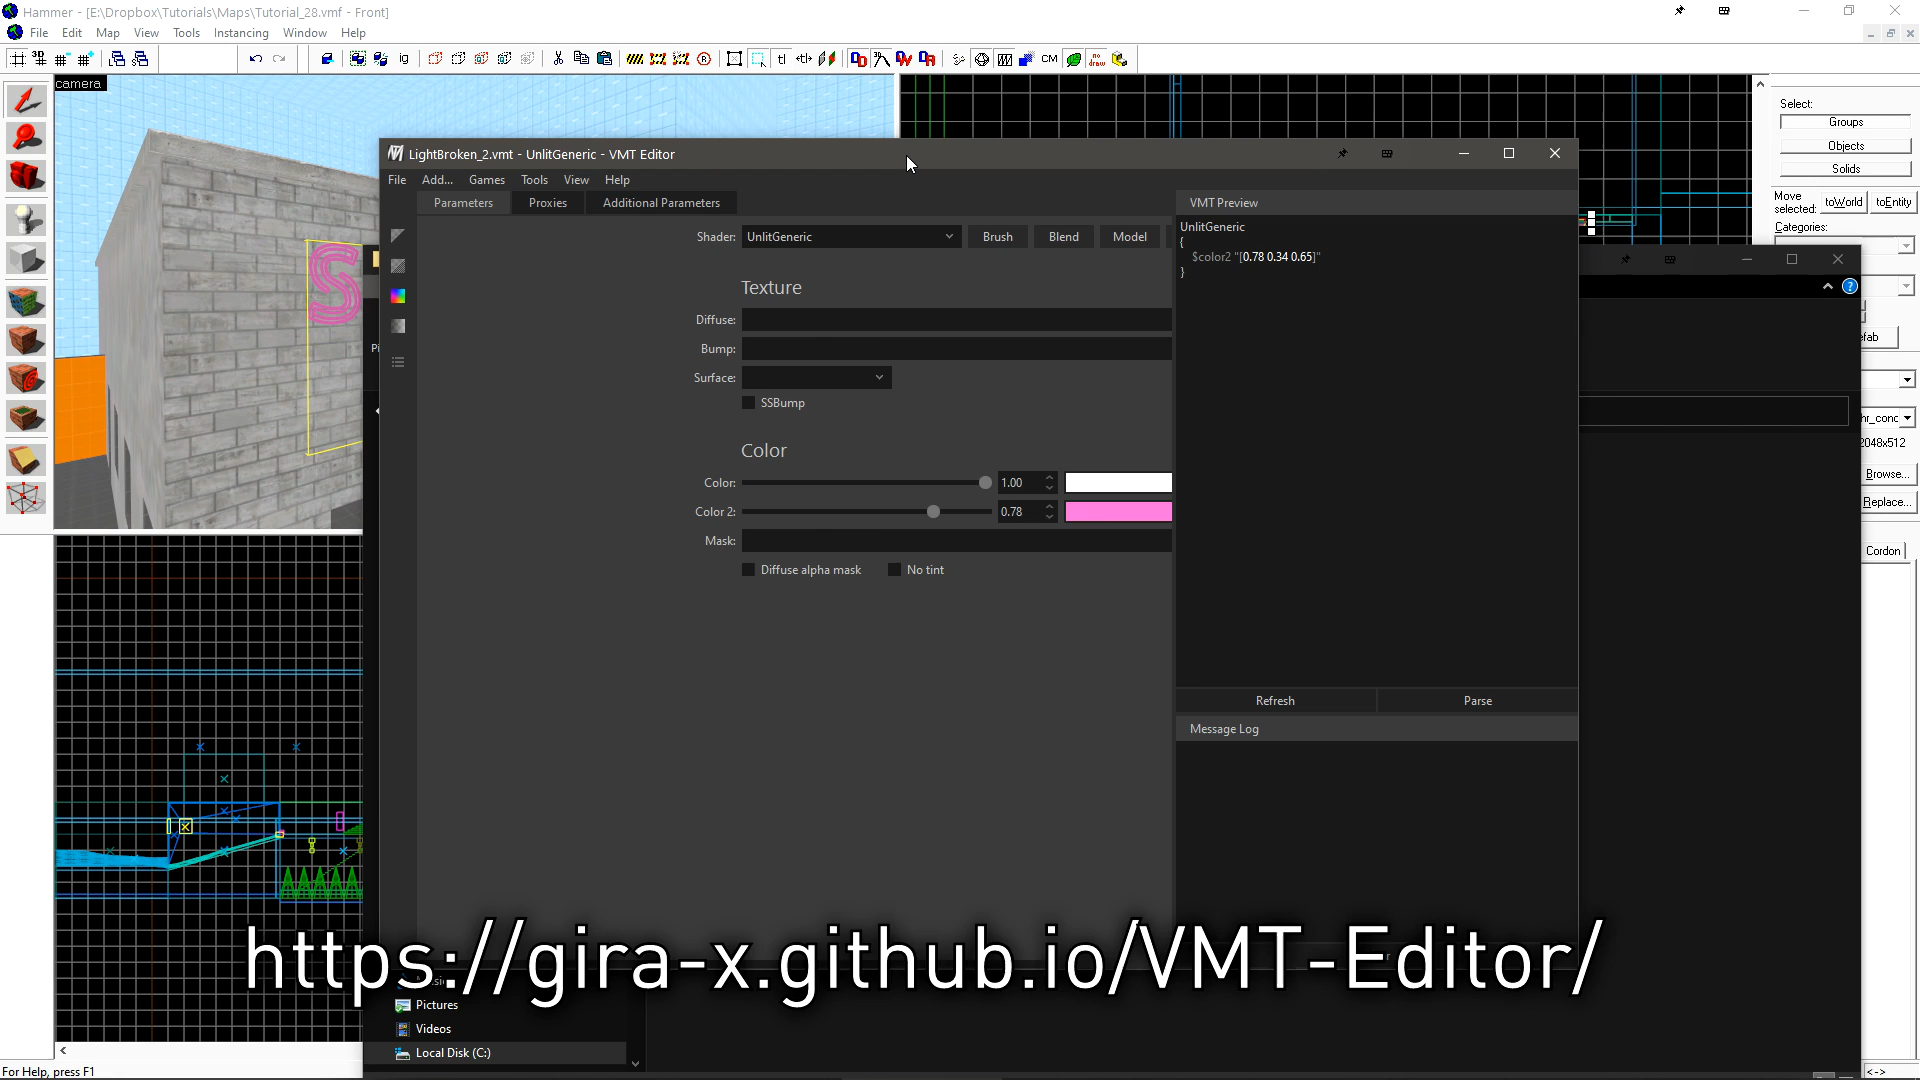 Hammer - [E:\Dropbox\Tutorials\Maps\Tutorial_28.vmf - Front]
File Edit Map View Tools Instancing Window Help
camera
Select:
Groups
Objects
Solids
Move selected:
toWorld
toEntity
Categories:
2048x512
Browse...
Replace...
Cordon
LightBroken_2.vmt - UnlitGeneric - VMT Editor
File Add... Games Tools View Help
Parameters Proxies Additional Parameters
Shader: UnlitGeneric Brush Blend Model
Texture
Diffuse:
Bump:
Surface:
SSBump
Color
Color: 1.00
Color 2: 0.78
Mask:
Diffuse alpha mask No tint
VMT Preview
UnlitGeneric
{
$color2 "[0.78 0.34 0.65]"
}
Refresh Parse
Message Log
https://gira-x.github.io/VMT-Editor/
Pictures
Videos
Local Disk (C:)
For Help, press F1
<->